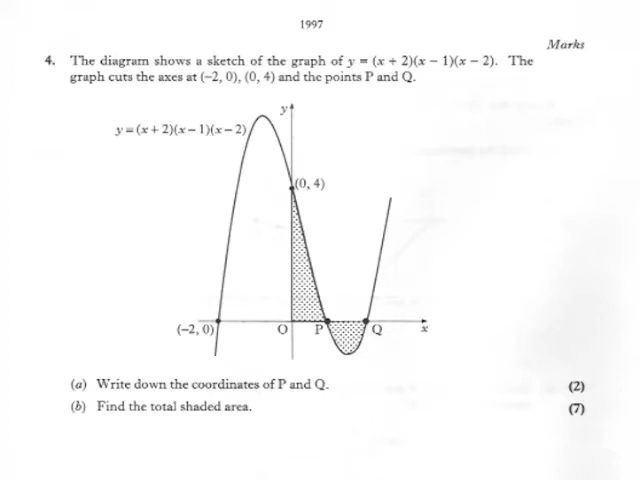 1997
Marks
4. The diagram shows a sketch of the graph of y = (x + 2)(x − 1)(x − 2). The
graph cuts the axes at (−2, 0), (0, 4) and the points P and Q.
y
y = (x + 2)(x − 1)(x − 2)
(0, 4)
(−2, 0) O P Q x
(a) Write down the coordinates of P and Q. (2)
(b) Find the total shaded area. (7)